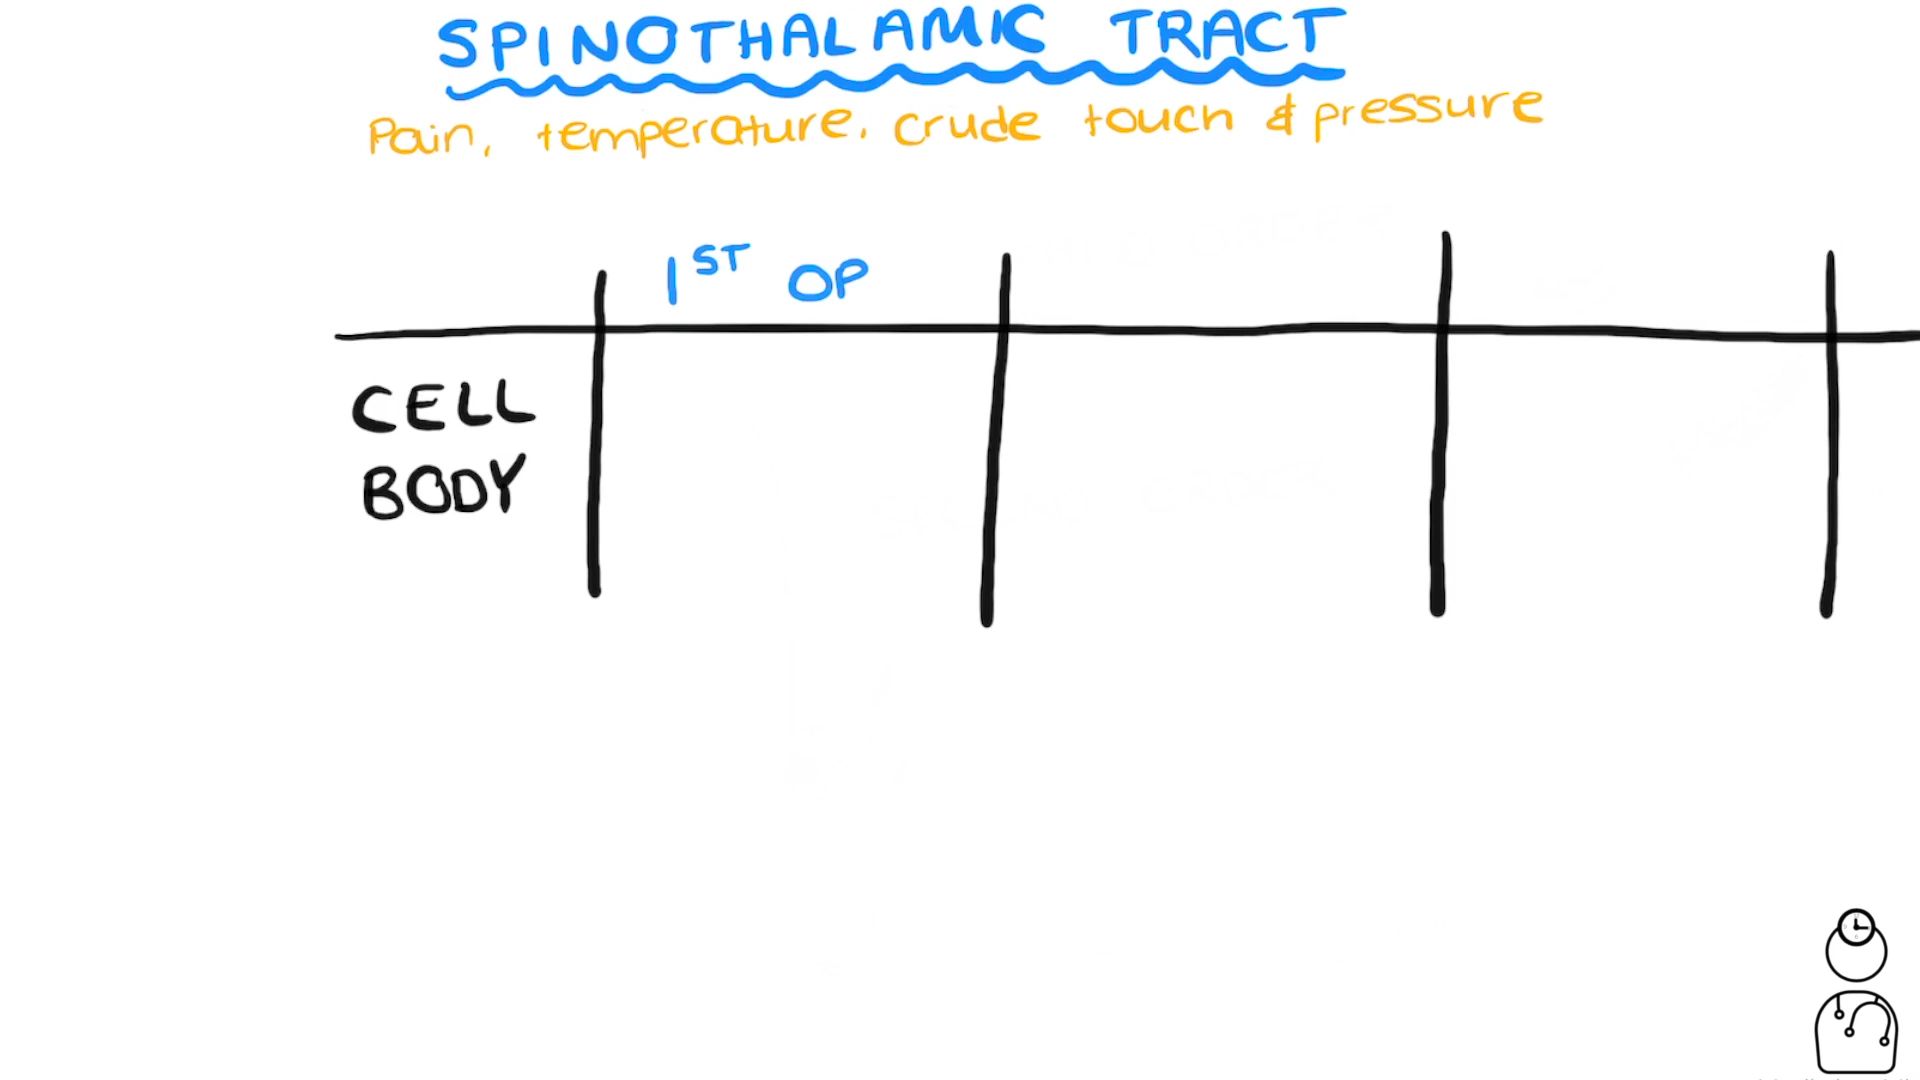 SPINOTHALAMIC TRACT
Pain, temperature, crude touch & pressure
1ST OP
CELL
BODY